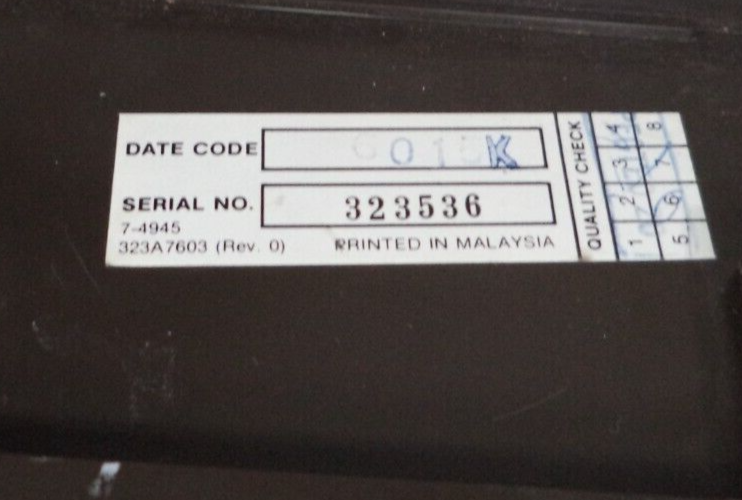 DATE CODE
SERIAL NO. 323536
7-4945
323A7603 (Rev. 0) PRINTED IN MALAYSIA
QUALITY CHECK
1 2 3 4
5 6 7 8